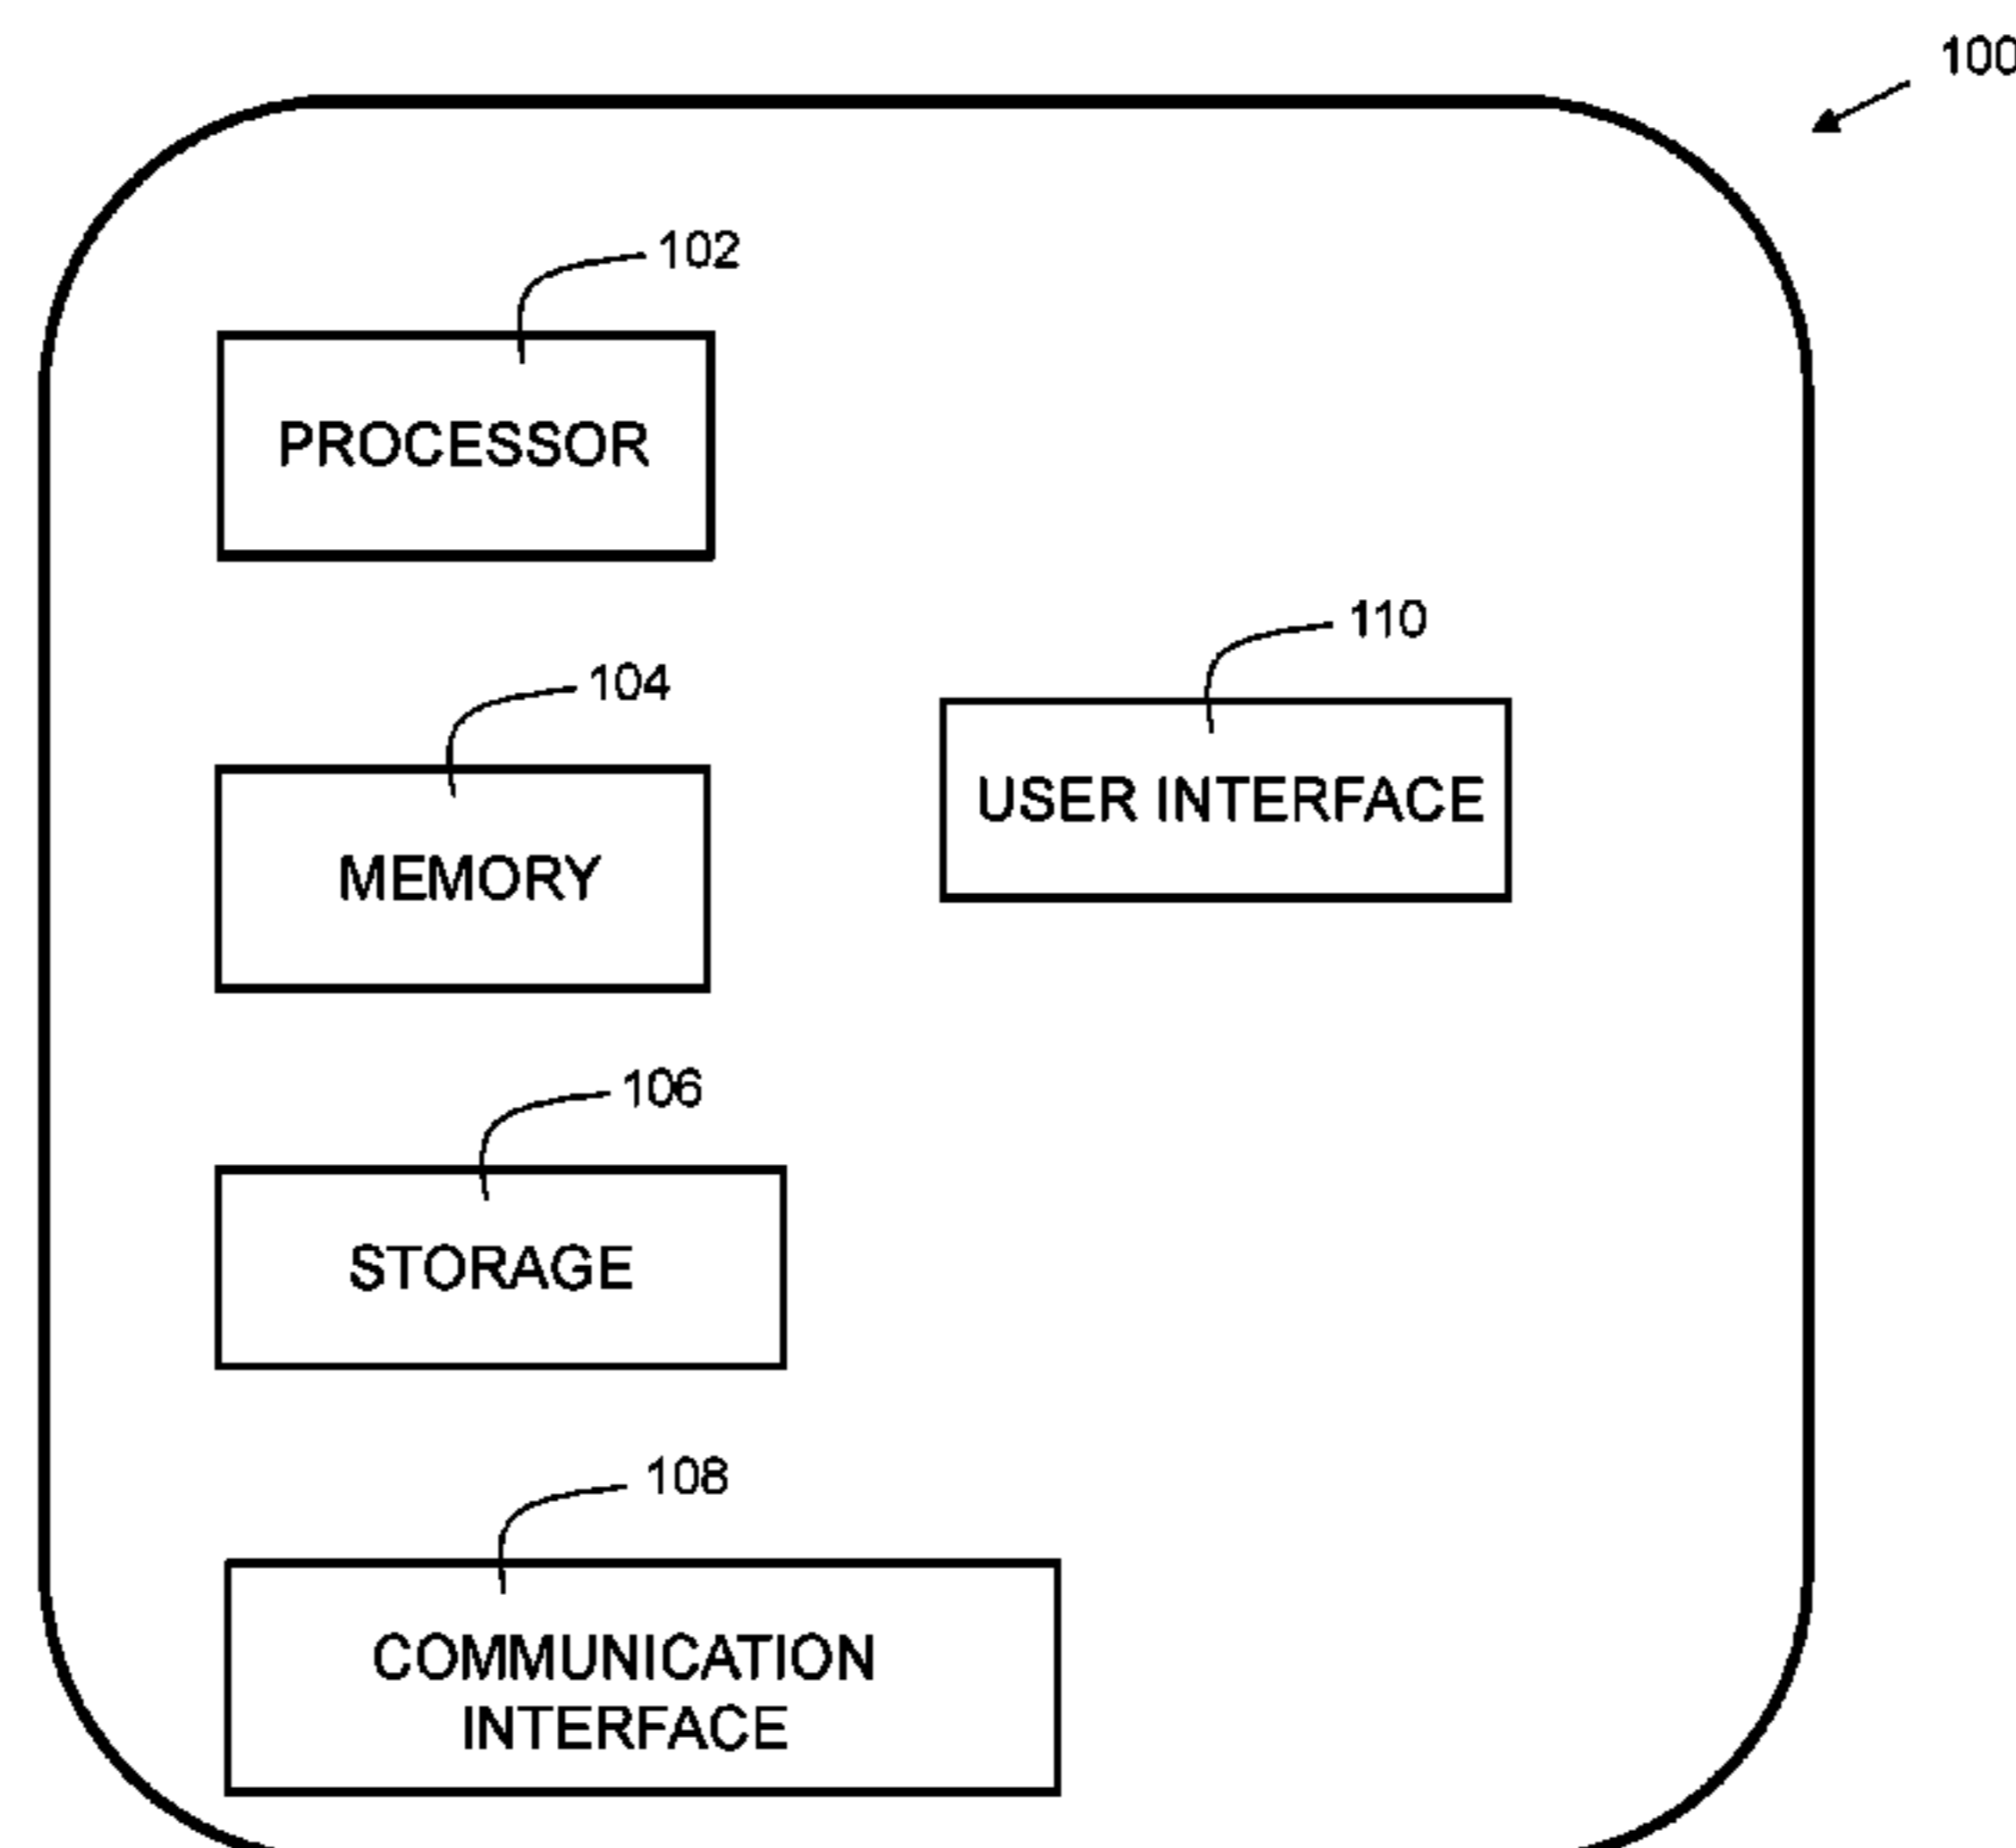 100
102
PROCESSOR
110
104
USER INTERFACE
MEMORY
106
STORAGE
108
COMMUNICATION
INTERFACE